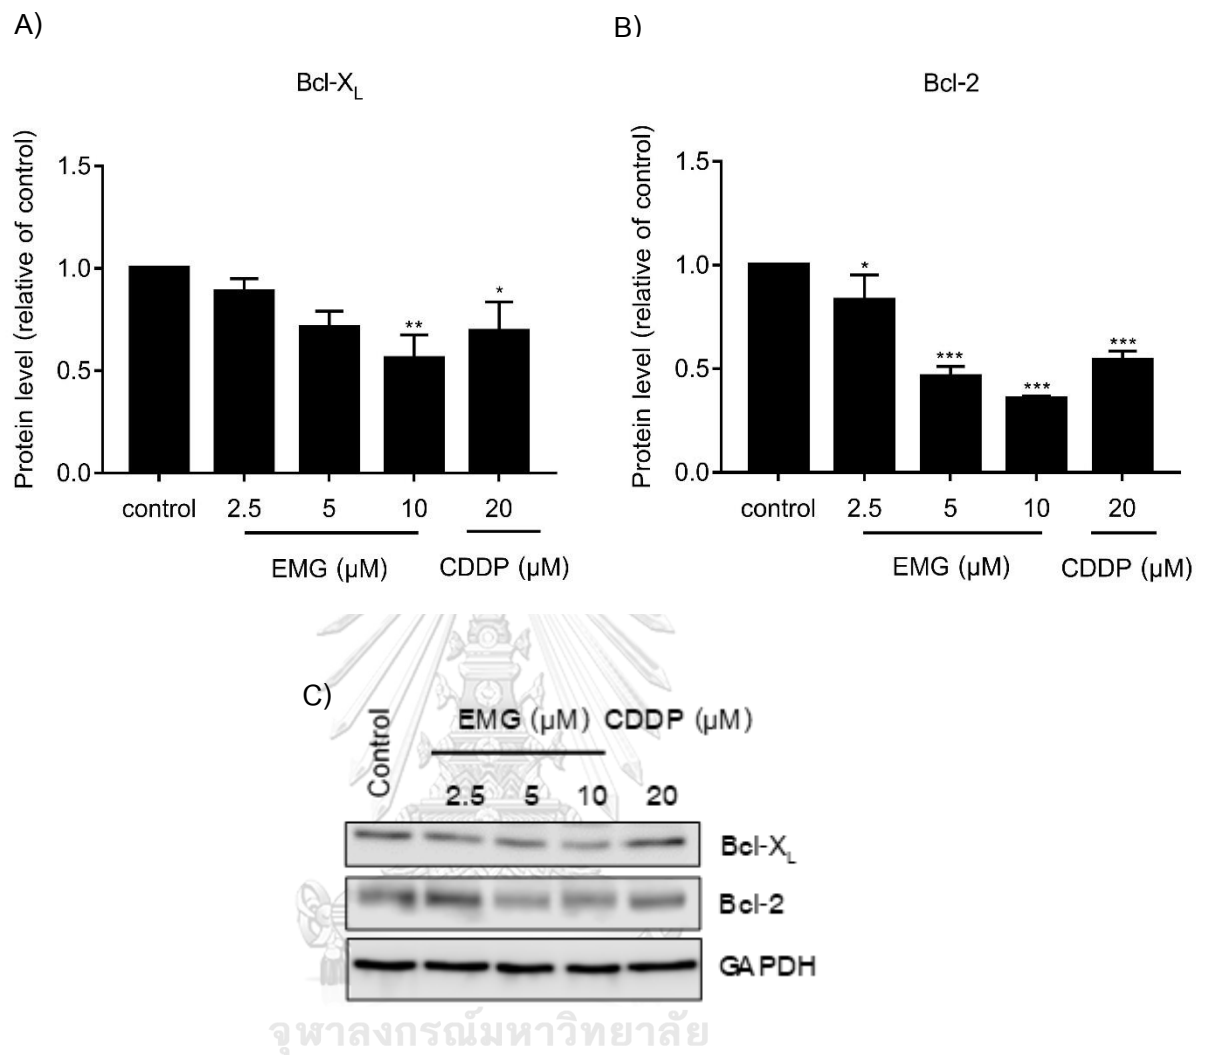 A)
Bcl-X_L
Protein level (relative of control)
1.5
1.0
0.5
0.0
**
*
control 2.5 5 10 20
EMG (µM) CDDP (µM)
B)
Bcl-2
Protein level (relative of control)
1.5
1.0
0.5
0.0
*
***
***
***
control 2.5 5 10 20
EMG (µM) CDDP (µM)
C)
Control
EMG (µM) CDDP (µM)
2.5 5 10 20
Bcl-X_L
Bcl-2
GAPDH
จุฬาลงกรณ์มหาวิทยาลัย